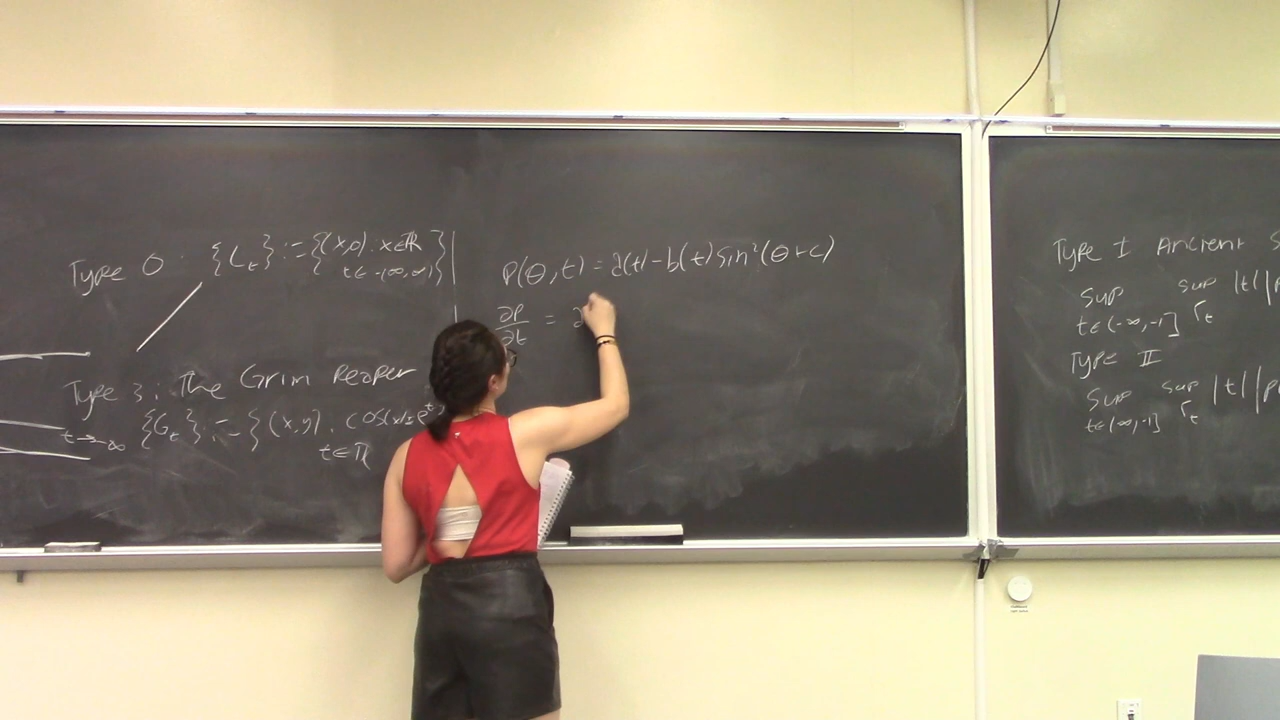 Type 0 : {L_t} := {(x,0) : x∈ℝ
t∈-(∞,∞)}
Type 3 : The Grim Reaper
{G_t} := {(x,y) : cos(x)=e^t
t→-∞
t∈ℝ
P(θ,t) = a(t) - b(t) sin²(θ+c)
∂P/∂t = a
Type I Ancient S
sup sup |t||p
t∈(-∞,-1] Γ_t
Type II
sup sup |t||p
t∈(∞,-1] Γ_t